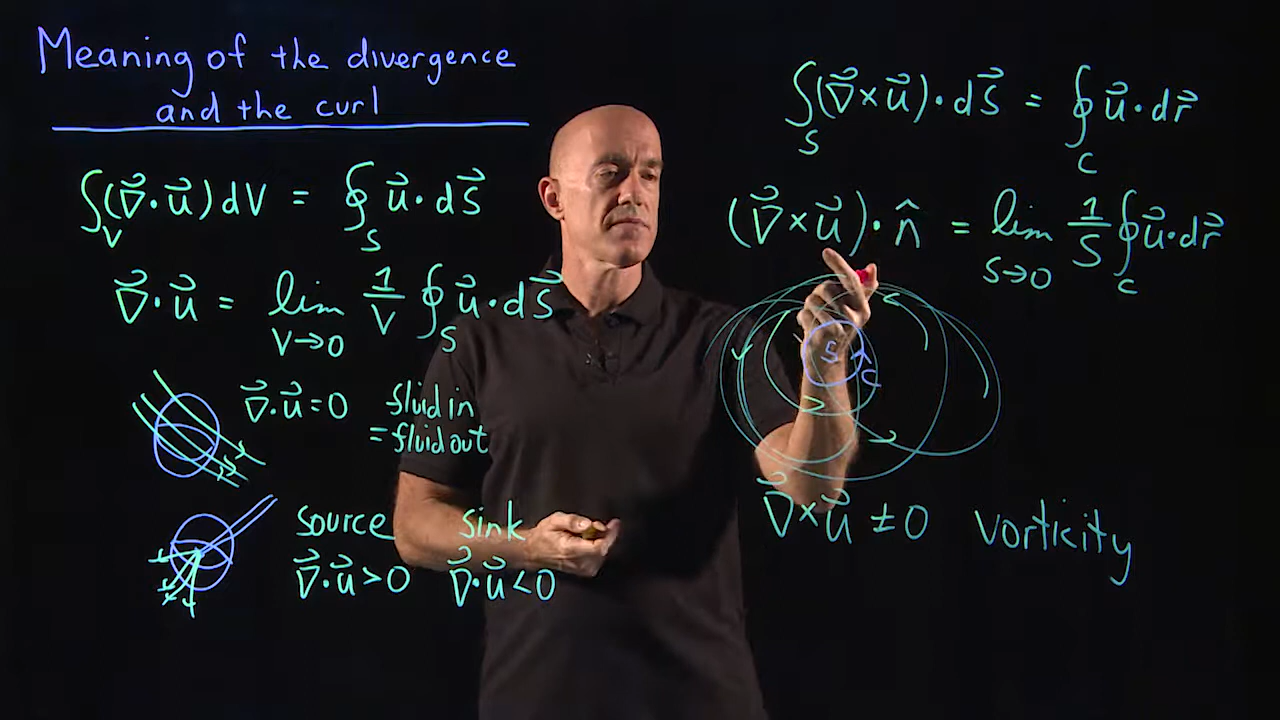 Meaning of the divergence
and the curl
∫_V (∇⃗·u⃗) dV = ∮_S u⃗·dS⃗
∇⃗·u⃗ = lim_{V→0} 1/V ∮_S u⃗·dS⃗
∇⃗·u⃗ = 0 fluid in
= fluid out
source sink
∇⃗·u⃗ > 0 ∇⃗·u⃗ < 0
∫_S (∇⃗×u⃗)·dS⃗ = ∮_C u⃗·dr⃗
(∇⃗×u⃗)·n̂ = lim_{S→0} 1/S ∮_C u⃗·dr⃗
S
C
∇⃗×u⃗ ≠ 0 vorticity